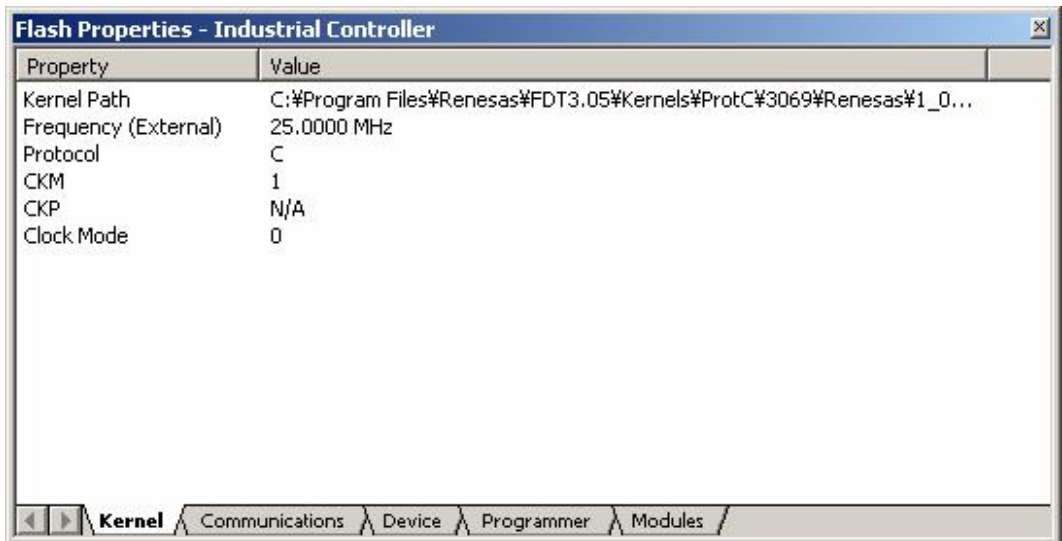 Flash Properties - Industrial Controller
Property Value
Kernel Path C:¥Program Files¥Renesas¥FDT3.05¥Kernels¥ProtC¥3069¥Renesas¥1_0...
Frequency (External) 25.0000 MHz
Protocol C
CKM 1
CKP N/A
Clock Mode 0
Kernel Communications Device Programmer Modules